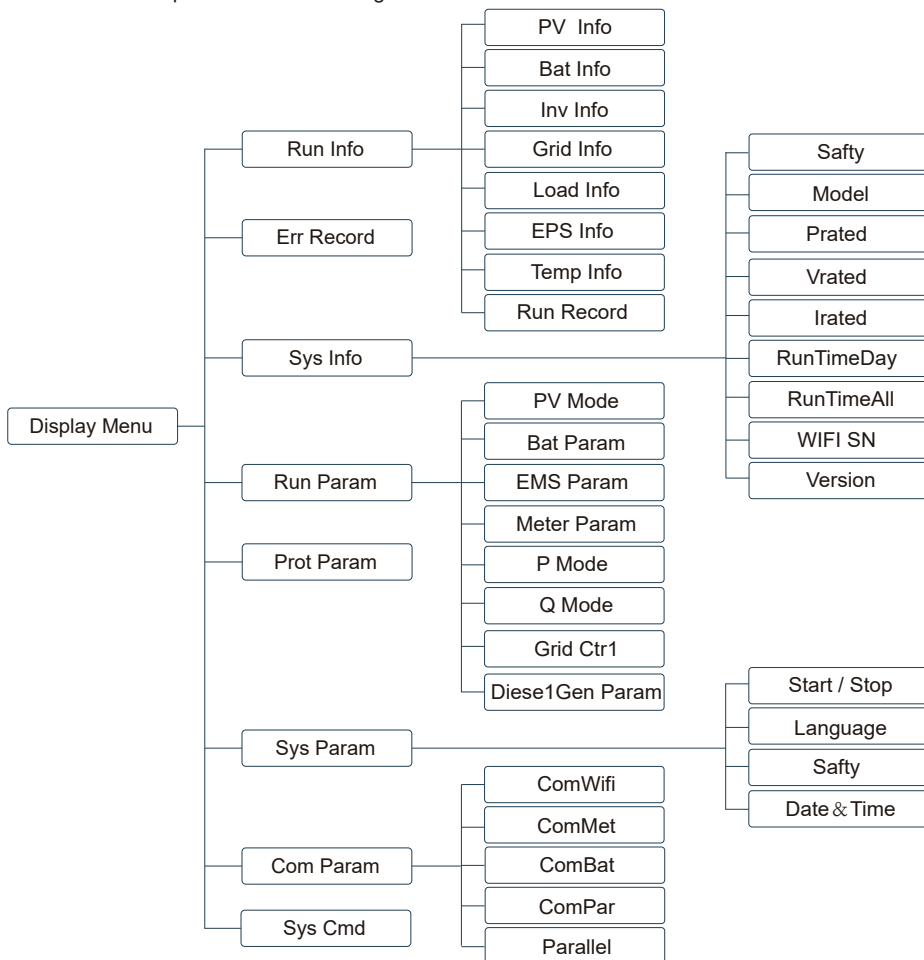 PV Info
Bat Info
Inv Info
Run Info
Grid Info
Safty
Load Info
Model
Err Record
EPS Info
Prated
Temp Info
Vrated
Run Record
Irated
Sys Info
RunTimeDay
PV Mode
RunTimeAll
Display Menu
Bat Param
WIFI SN
Run Param
EMS Param
Version
Meter Param
Prot Param
P Mode
Q Mode
Grid Ctr1
Diese1Gen Param
Start / Stop
Language
Sys Param
Safty
ComWifi
Date & Time
ComMet
Com Param
ComBat
ComPar
Sys Cmd
Parallel